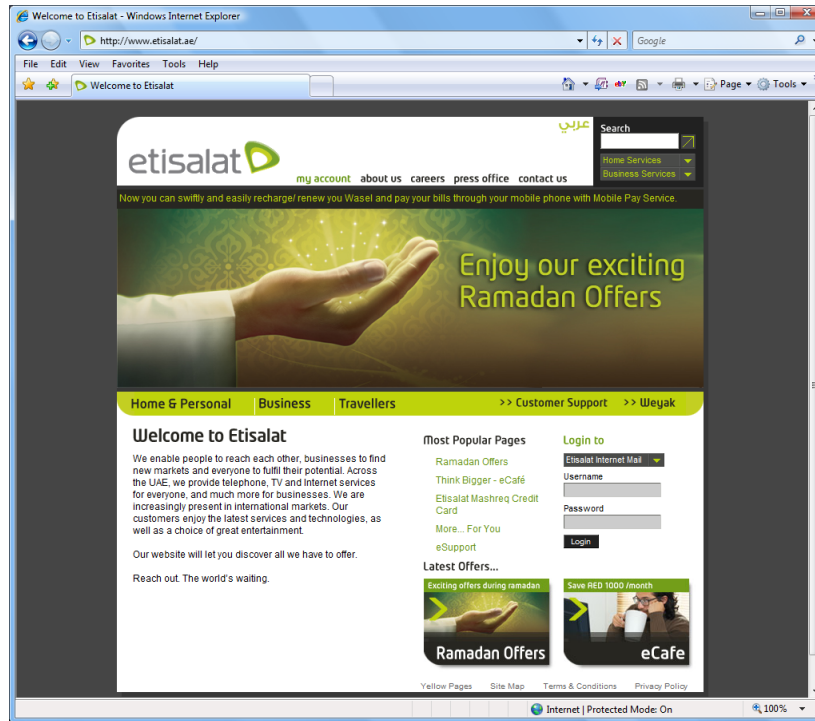 Welcome to Etisalat - Windows Internet Explorer
http://www.etisalat.ae/
Google
File Edit View Favorites Tools Help
Welcome to Etisalat
Page Tools
عربي
Search
etisalat
Home Services
Business Services
my account about us careers press office contact us
Now you can swiftly and easily recharge/ renew you Wasel and pay your bills through your mobile phone with Mobile Pay Service.
Enjoy our exciting
Ramadan Offers
Home & Personal Business Travellers >> Customer Support >> Weyak
Welcome to Etisalat
We enable people to reach each other, businesses to find
new markets and everyone to fulfil their potential. Across
the UAE, we provide telephone, TV and Internet services
for everyone, and much more for businesses. We are
increasingly present in international markets. Our
customers enjoy the latest services and technologies, as
well as a choice of great entertainment.
Our website will let you discover all we have to offer.
Reach out. The world's waiting.
Most Popular Pages
Ramadan Offers
Think Bigger - eCafé
Etisalat Mashreq Credit
Card
More... For You
eSupport
Login to
Etisalat Internet Mail
Username
Password
Login
Latest Offers...
Exciting offers during ramadan
Ramadan Offers
Save AED 1000 /month
eCafe
Yellow Pages Site Map Terms & Conditions Privacy Policy
Internet | Protected Mode: On
100%